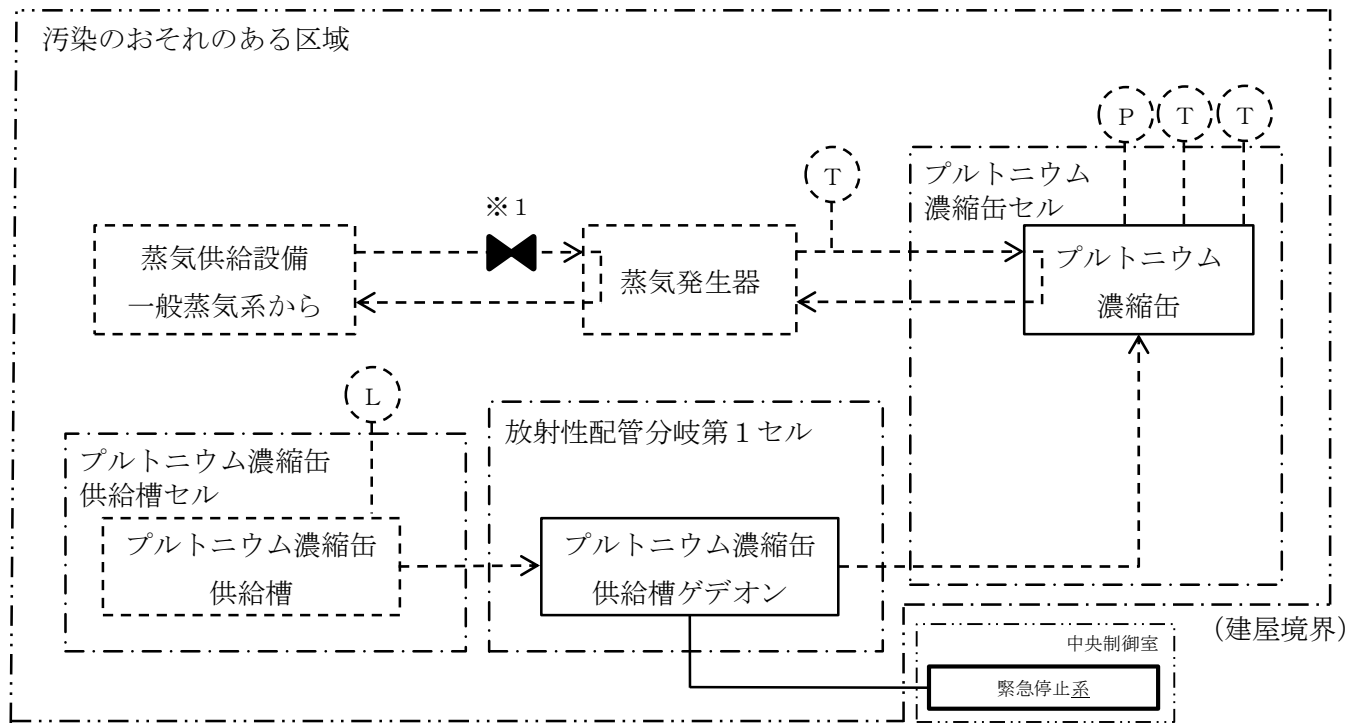 汚染のおそれのある区域
P
T
T
T
プルトニウム
濃縮缶セル
※1
蒸気供給設備
一般蒸気系から
蒸気発生器
プルトニウム
濃縮缶
L
放射性配管分岐第1セル
プルトニウム濃縮缶
供給槽セル
プルトニウム濃縮缶
供給槽
プルトニウム濃縮缶
供給槽ゲデオン
(建屋境界)
中央制御室
緊急停止系